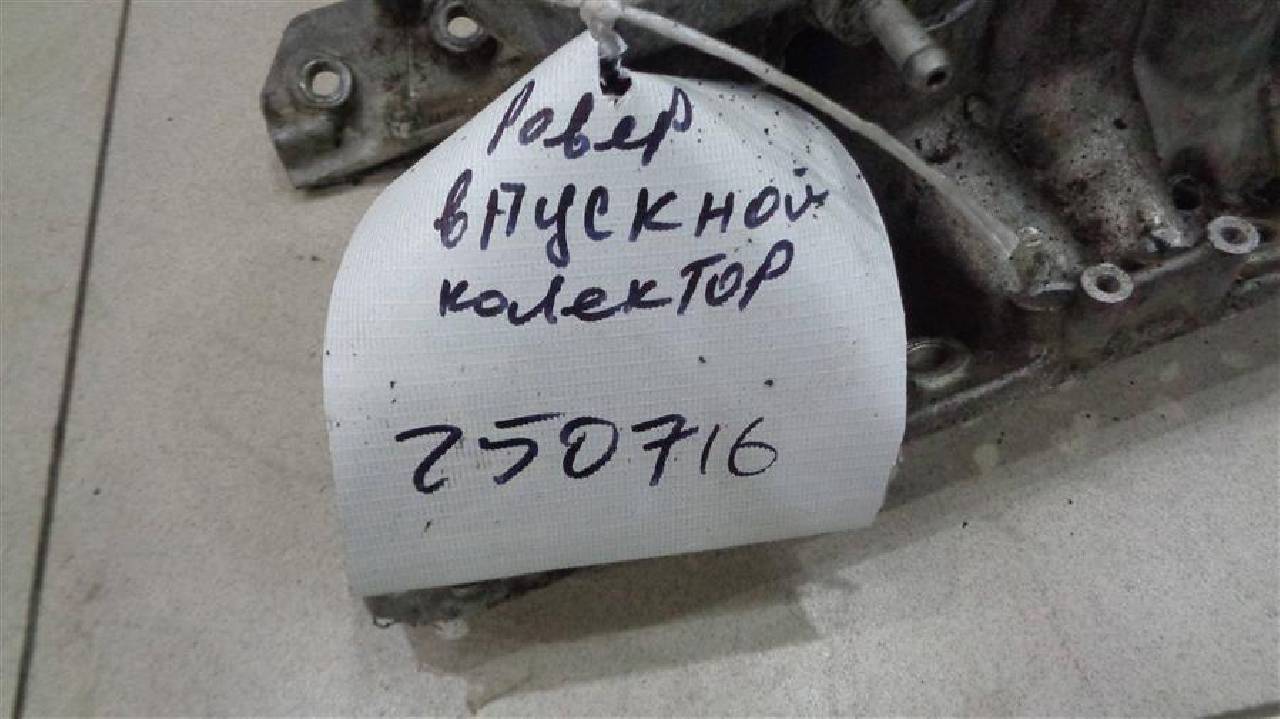 Ровер
впускной
колектор
250716